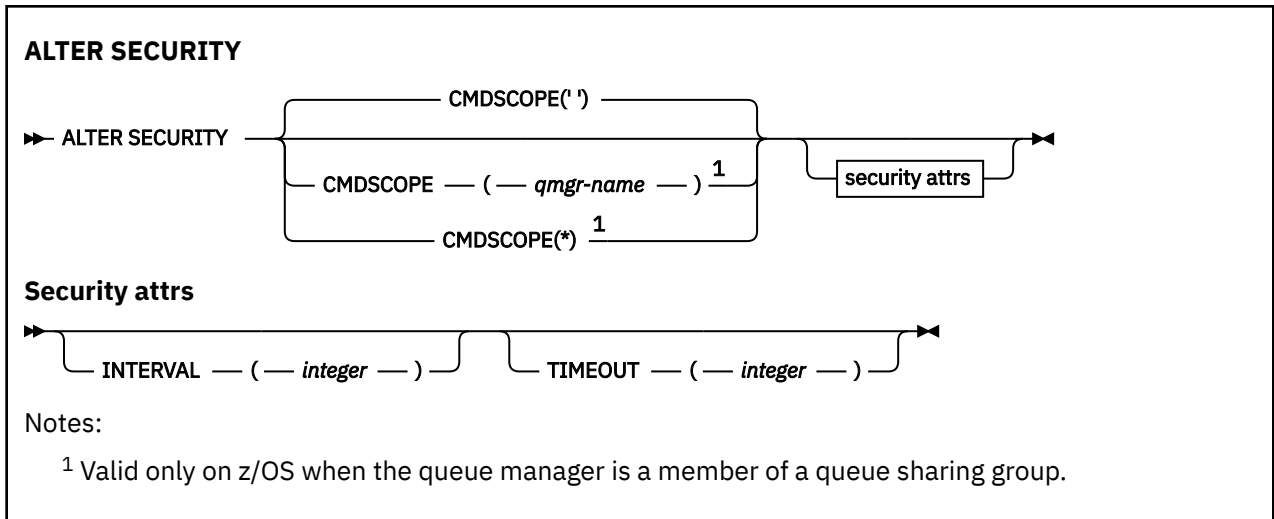 ALTER SECURITY
CMDSCOPE(' ')
ALTER SECURITY
CMDSCOPE ( qmgr-name ) 1
security attrs
CMDSCOPE(*) 1
Security attrs
INTERVAL ( integer ) TIMEOUT ( integer )
Notes:
1 Valid only on z/OS when the queue manager is a member of a queue sharing group.